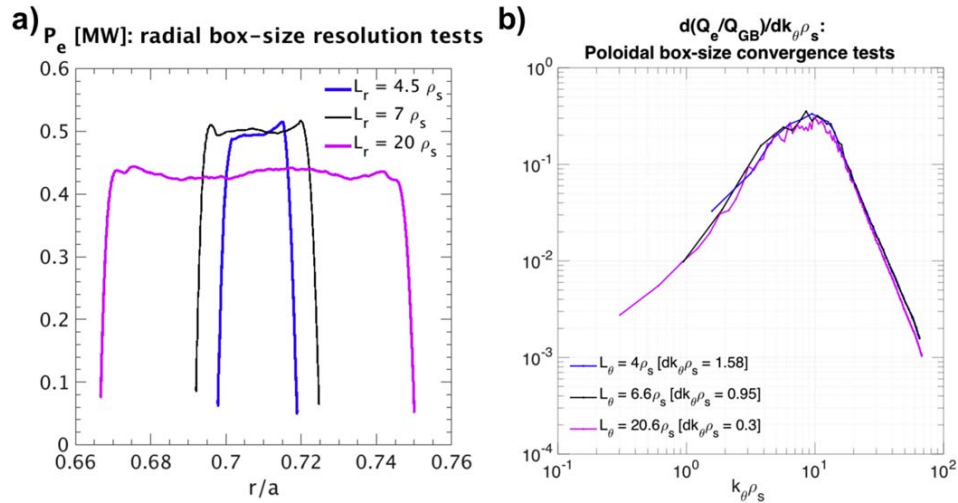 a)
P_e [MW]: radial box-size resolution tests
0.6
0.5
0.4
0.3
0.2
0.1
0
L_r = 4.5 ρ_s
L_r = 7 ρ_s
L_r = 20 ρ_s
0.66 0.68 0.7 0.72 0.74 0.76
r/a
b)
d(Q_e/Q_GB)/dk_θρ_s:
Poloidal box-size convergence tests
10^0
10^-1
10^-2
10^-3
10^-4
L_θ = 4ρ_s [dk_θρ_s = 1.58]
L_θ = 6.6ρ_s [dk_θρ_s = 0.95]
L_θ = 20.6ρ_s [dk_θρ_s = 0.3]
10^-1 10^0 10^1 10^2
k_θρ_s